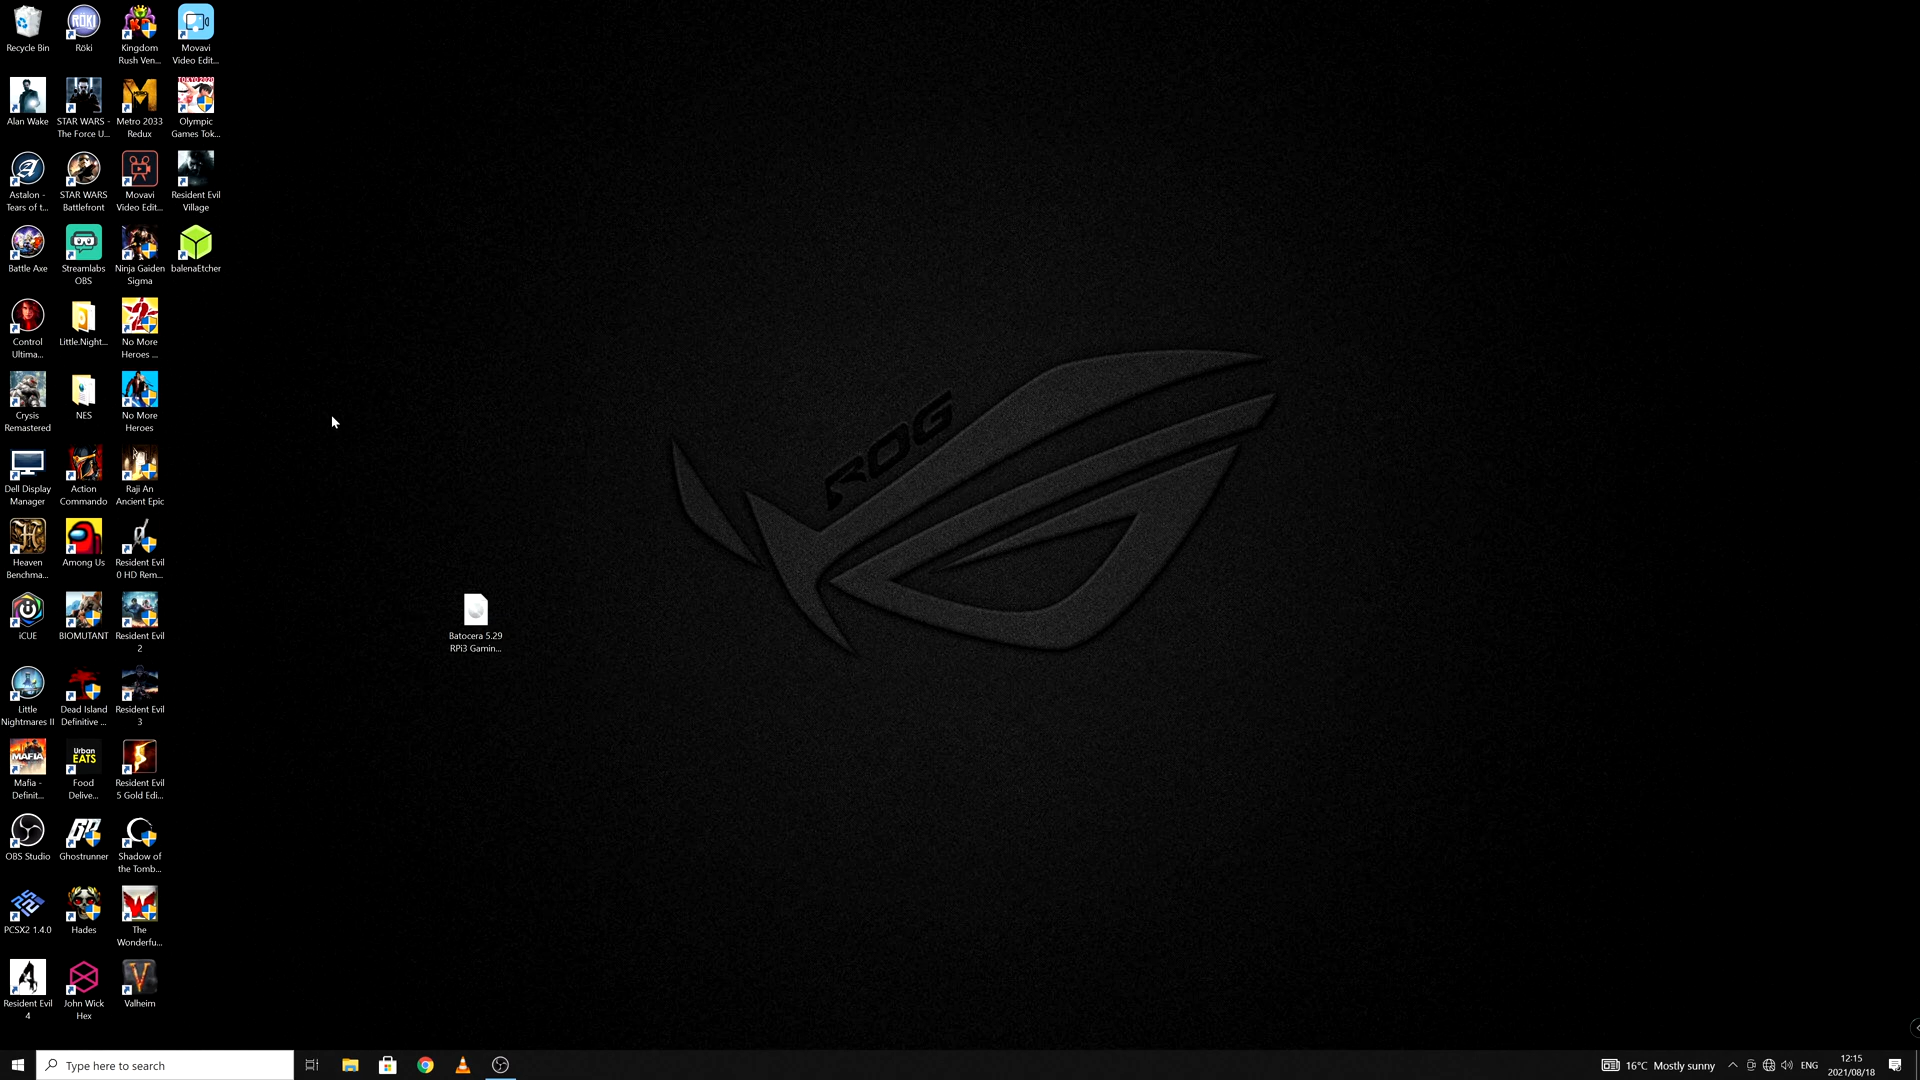 Recycle Bin
Röki
Kingdom
Rush Ven...
Movavi
Video Edit...
Alan Wake
STAR WARS -
The Force U...
Metro 2033
Redux
Olympic
Games Tok...
Astalon -
Tears of t...
STAR WARS
Battlefront
Movavi
Video Edit...
Resident Evil
Village
Battle Axe
Streamlabs
OBS
Ninja Gaiden
Sigma
balenaEtcher
Control
Ultima...
Little.Night...
No More
Heroes ...
Crysis
Remastered
NES
No More
Heroes
ROG
Dell Display
Manager
Action
Commando
Raji An
Ancient Epic
Heaven
Benchma...
Among Us
Resident Evil
0 HD Rem...
iCUE
BIOMUTANT
Resident Evil
2
Batocera 5.29
RPi3 Gamin...
Little
Nightmares II
Dead Island
Definitive ...
Resident Evil
3
Mafia -
Definit...
Urban
EATS
Food
Delive...
Resident Evil
5 Gold Edi...
OBS Studio
Ghostrunner
Shadow of
the Tomb...
PCSX2 1.4.0
Hades
The
Wonderfu...
Resident Evil
4
John Wick
Hex
Valheim
Type here to search
16°C Mostly sunny
ENG
12:15
2021/08/18